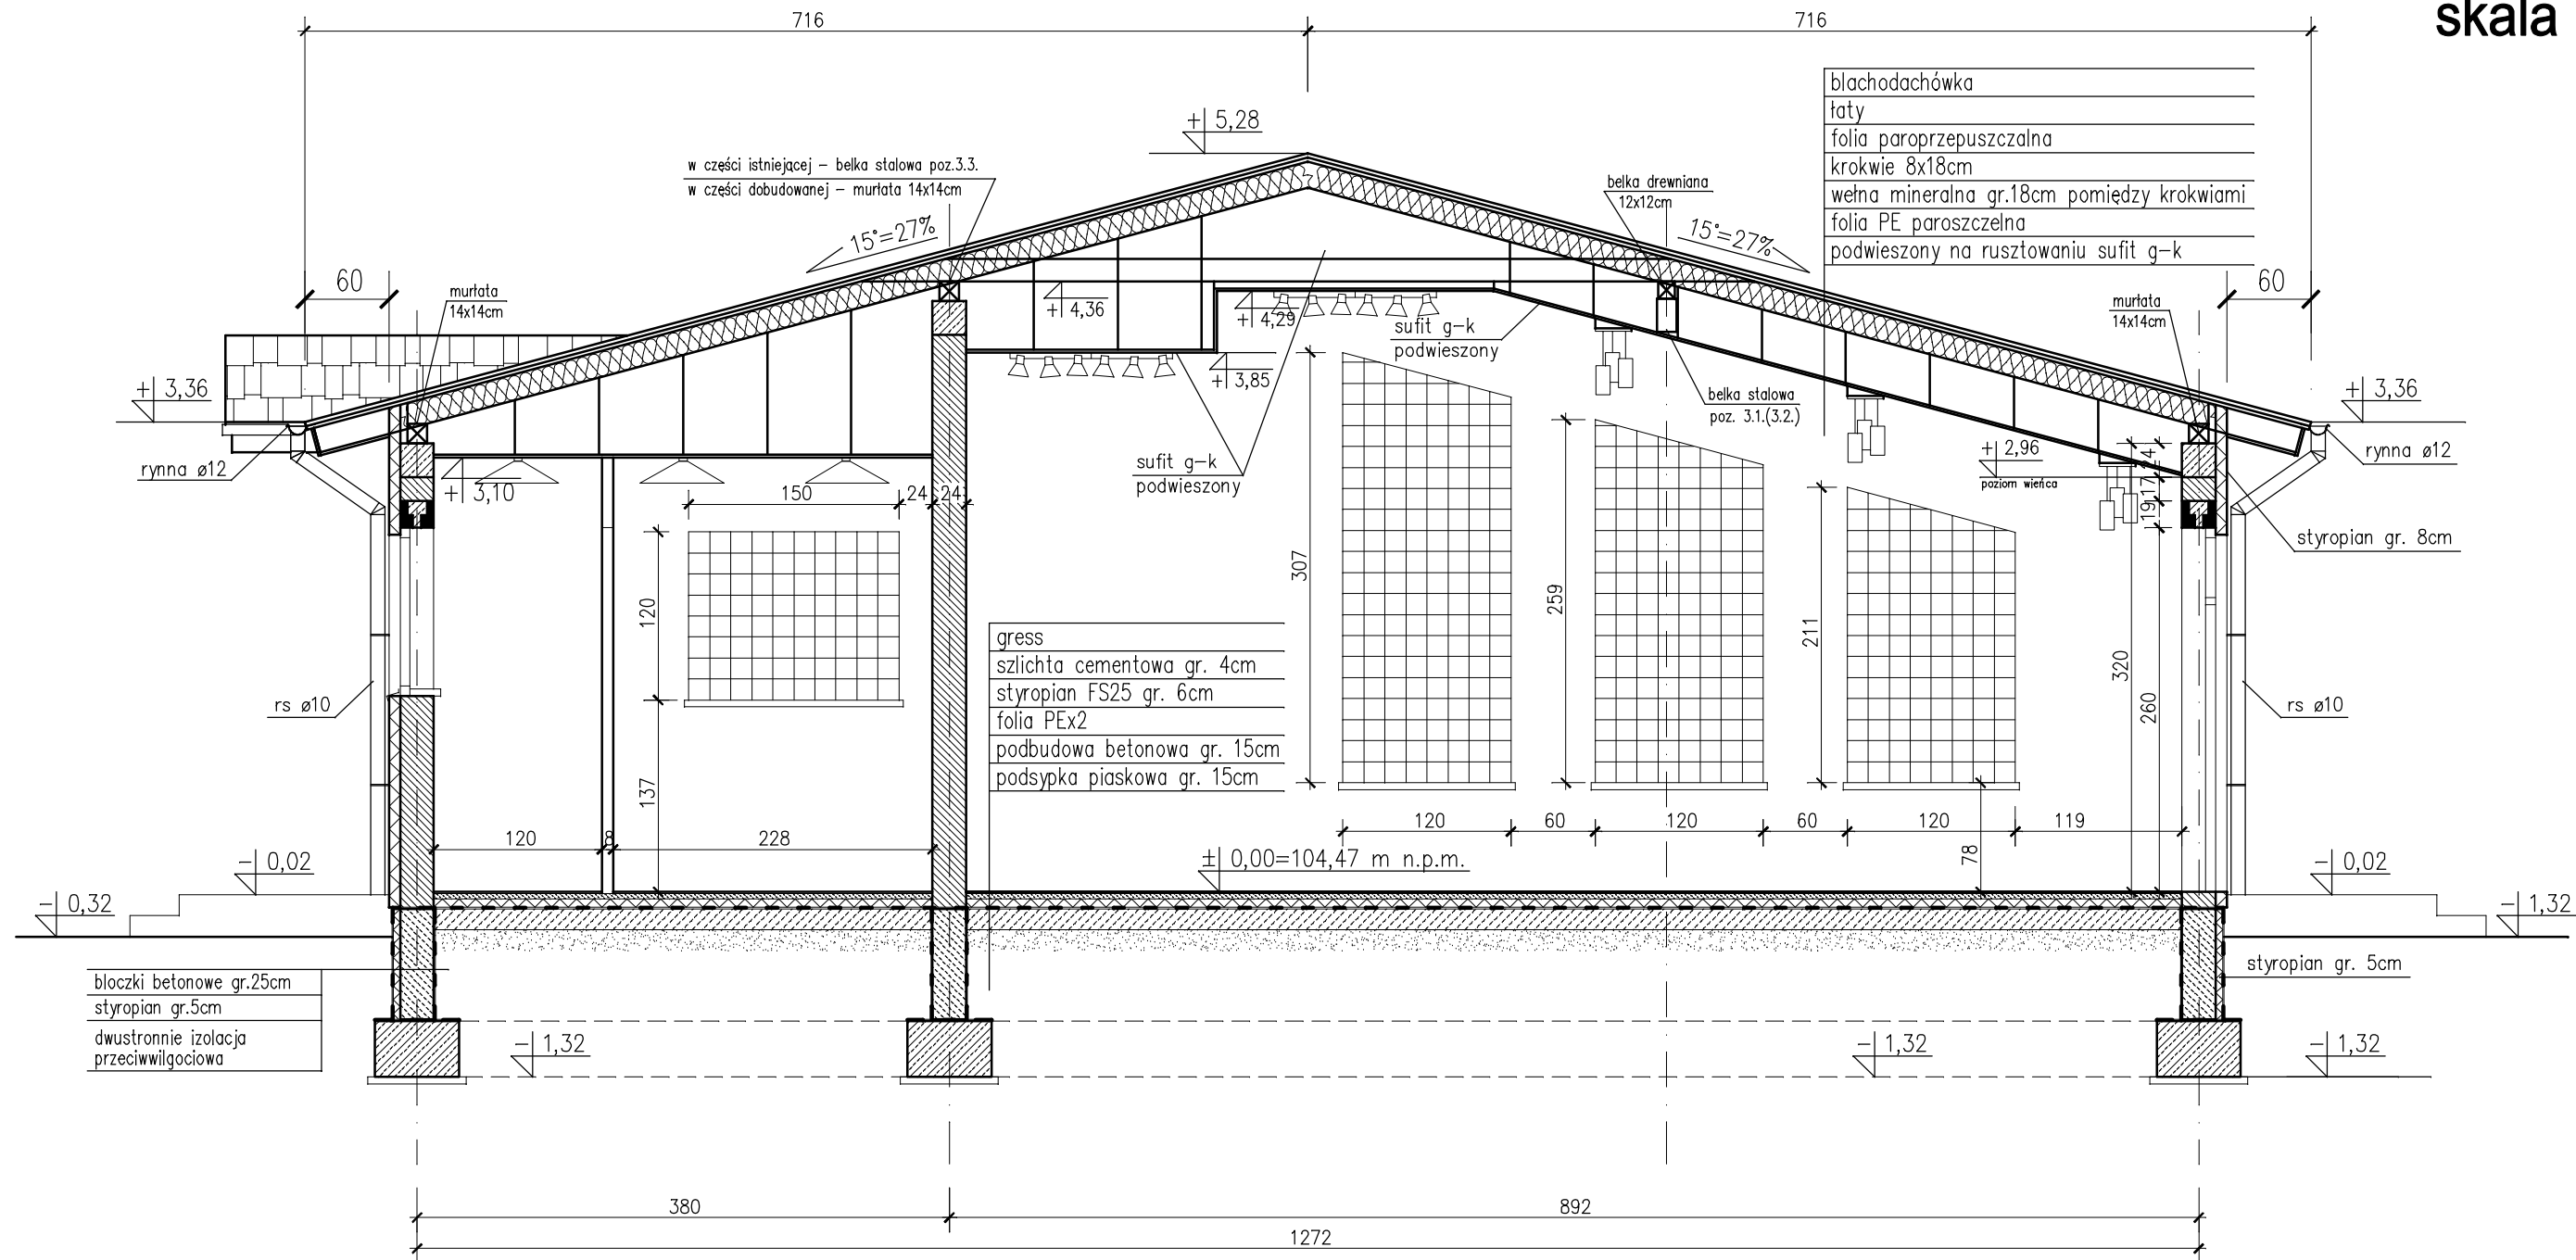 skala
716
716
blachodachówka
łaty
folia paroprzepuszczalna
krokwie 8x18cm
wełna mineralna gr.18cm pomiędzy krokwiami
folia PE paroszczelna
podwieszony na rusztowaniu sufit g-k
+ 5,28
w części istniejącej – belka stalowa poz.3.3.
w części dobudowanej – murłata 14x14cm
belka drewniana
12x12cm
15°=27%
15°=27%
60
60
murłata
14x14cm
murłata
14x14cm
+ 4,36
+ 4,29
sufit g-k
podwieszony
+ 3,85
+ 3,36
+ 3,36
belka stalowa
poz. 3.1.(3.2.)
rynna ø12
rynna ø12
+ 3,10
sufit g-k
podwieszony
+ 2,96
poziom wieńca
24
17
19
150
24
24
styropian gr. 8cm
120
307
259
211
320
260
gress
szlichta cementowa gr. 4cm
styropian FS25 gr. 6cm
folia PEx2
podbudowa betonowa gr. 15cm
podsypka piaskowa gr. 15cm
rs ø10
rs ø10
137
120
8
228
120
60
120
60
120
119
78
± 0,00=104,47 m n.p.m.
- 0,02
- 0,02
- 0,32
- 1,32
bloczki betonowe gr.25cm
styropian gr.5cm
dwustronnie izolacja
przeciwwilgociowa
styropian gr. 5cm
- 1,32
- 1,32
- 1,32
380
892
1272